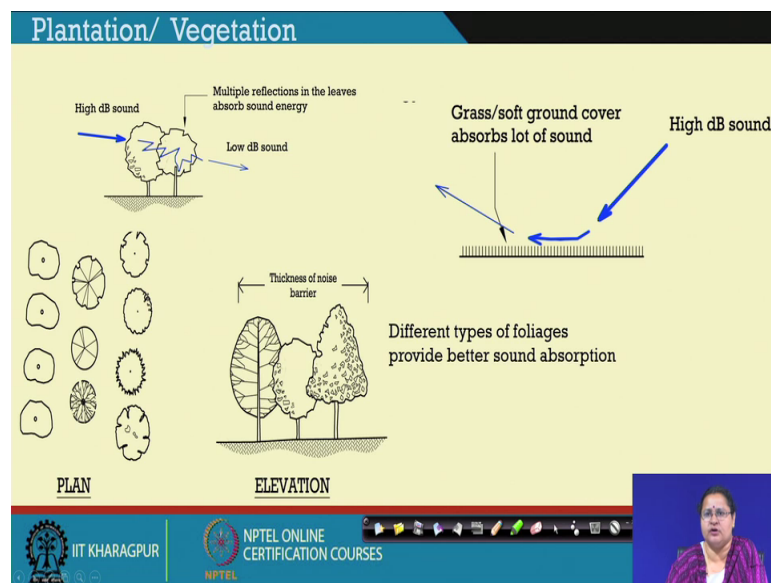 Plantation/ Vegetation
High dB sound
Multiple reflections in the leaves
absorb sound energy
Low dB sound
Grass/soft ground cover
absorbs lot of sound
High dB sound
Thickness of noise
barrier
Different types of foliages
provide better sound absorption
PLAN
ELEVATION
IIT KHARAGPUR
NPTEL
NPTEL ONLINE
CERTIFICATION COURSES